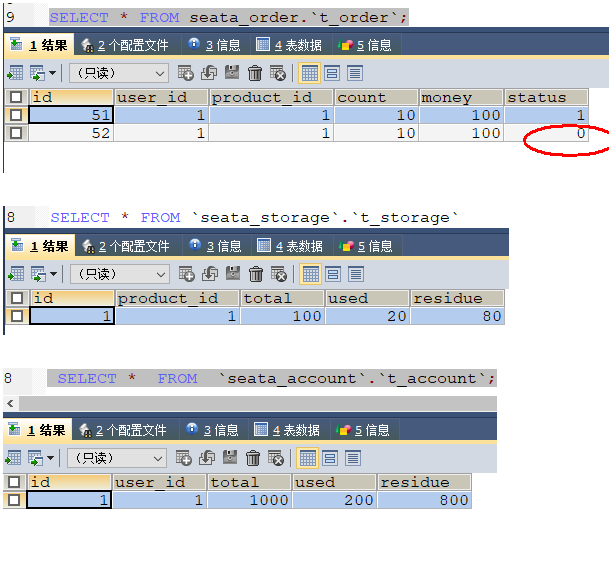 9 SELECT * FROM seata_order.`t_order`;
1 结果 2 个配置文件 3 信息 4 表数据 5 信息
（只读）
id user_id product_id count money status
51 1 1 10 100 1
52 1 1 10 100 0
8 SELECT * FROM `seata_storage`.`t_storage`
1 结果 2 个配置文件 3 信息 4 表数据 5 信息
（只读）
id product_id total used residue
1 1 100 20 80
8 SELECT * FROM `seata_account`.`t_account`;
1 结果 2 个配置文件 3 信息 4 表数据 5 信息
（只读）
id user_id total used residue
1 1 1000 200 800